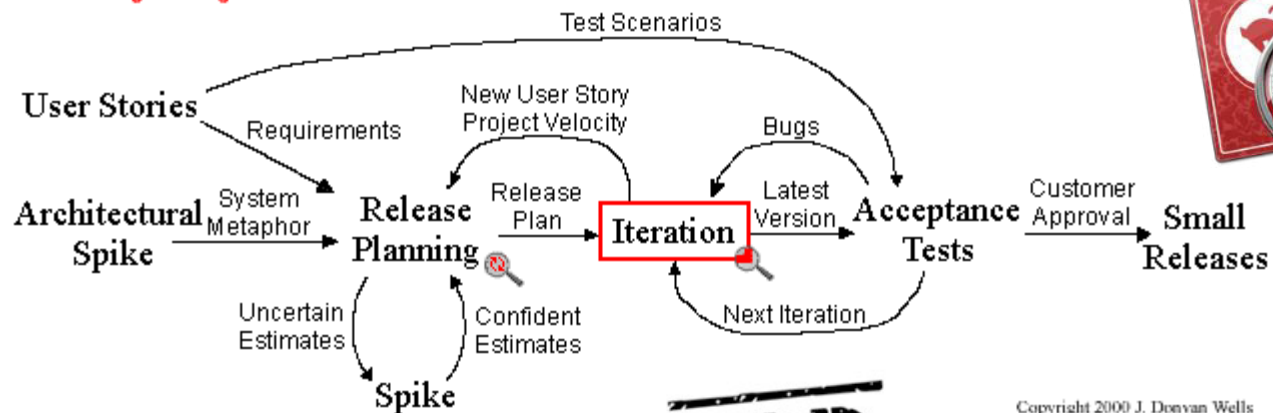 Test Scenarios
User Stories
New User Story
Project Velocity
Requirements
Bugs
Architectural
Spike
System
Metaphor
Release
Planning
Release
Plan
Iteration
Latest
Version
Acceptance
Tests
Customer
Approval
Small
Releases
Uncertain
Estimates
Confident
Estimates
Next Iteration
Spike
Copyright 2000 J. Donvan Wells